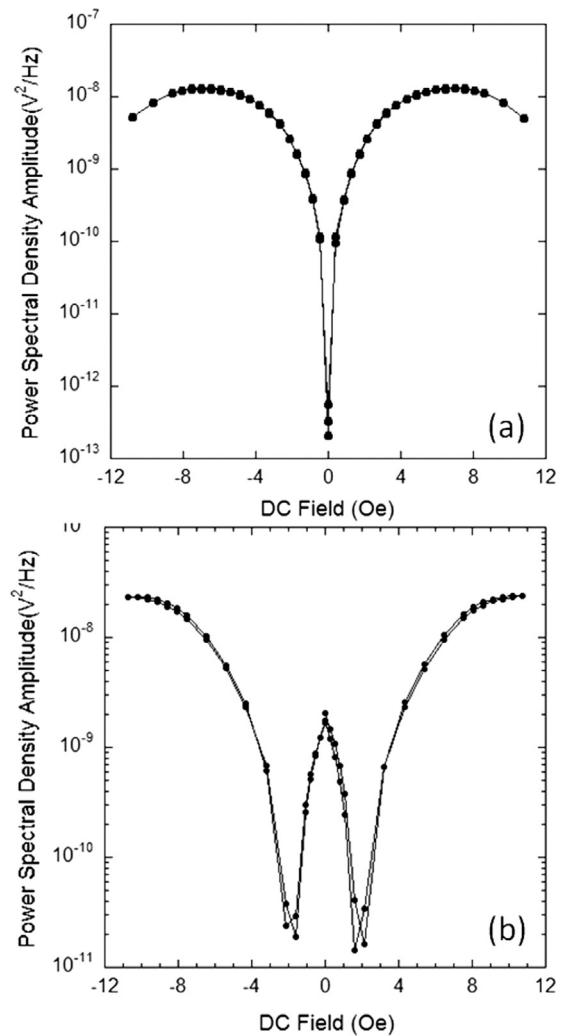 Power Spectral Density Amplitude(V²/Hz)
10⁻⁷
10⁻⁸
10⁻⁹
10⁻¹⁰
10⁻¹¹
10⁻¹²
10⁻¹³
(a)
-12 -8 -4 0 4 8 12
DC Field (Oe)
Power Spectral Density Amplitude(V²/Hz)
10
10⁻⁸
10⁻⁹
10⁻¹⁰
10⁻¹¹
(b)
-12 -8 -4 0 4 8 12
DC Field (Oe)